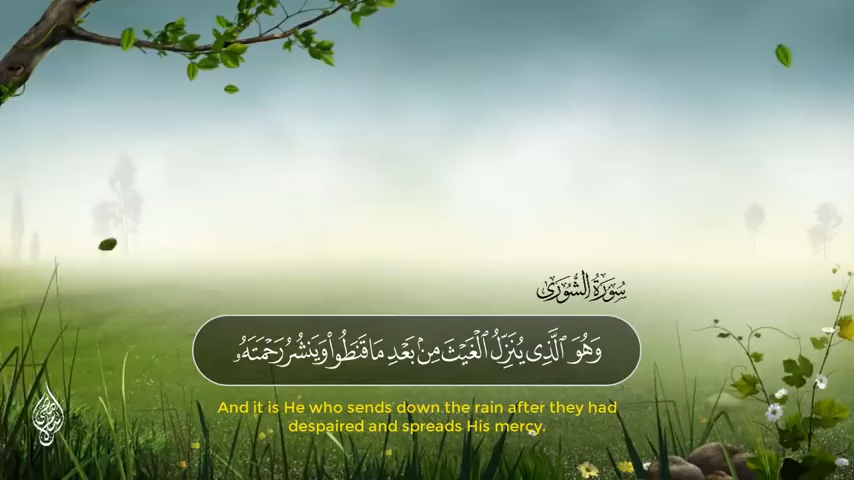 سُورَةُ الشُّورَى
وَهُوَ ٱلَّذِى يُنَزِّلُ ٱلْغَيْثَ مِنۢ بَعْدِ مَا قَنَطُوا۟ وَيَنشُرُ رَحْمَتَهُۥ
And it is He who sends down the rain after they had
despaired and spreads His mercy.